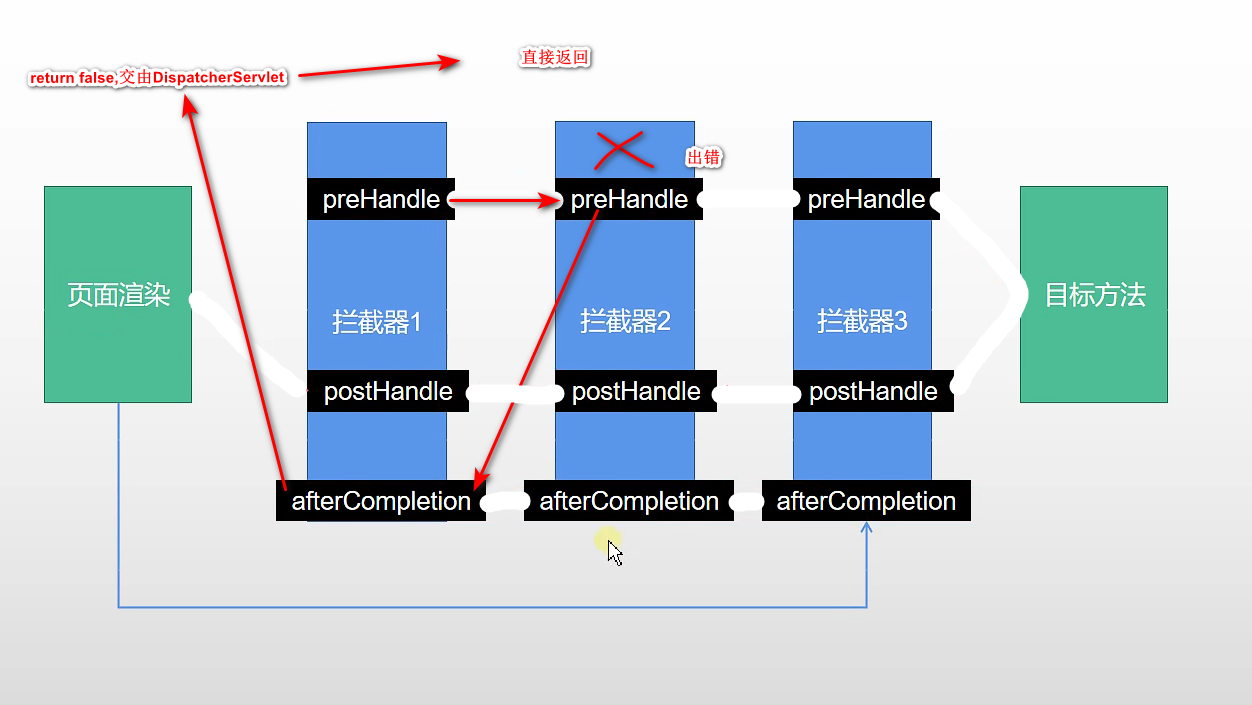 直接返回
return false,交由DispatcherServlet
出错
preHandle
preHandle
preHandle
页面渲染
拦截器1
拦截器2
拦截器3
目标方法
postHandle
postHandle
postHandle
afterCompletion
afterCompletion
afterCompletion